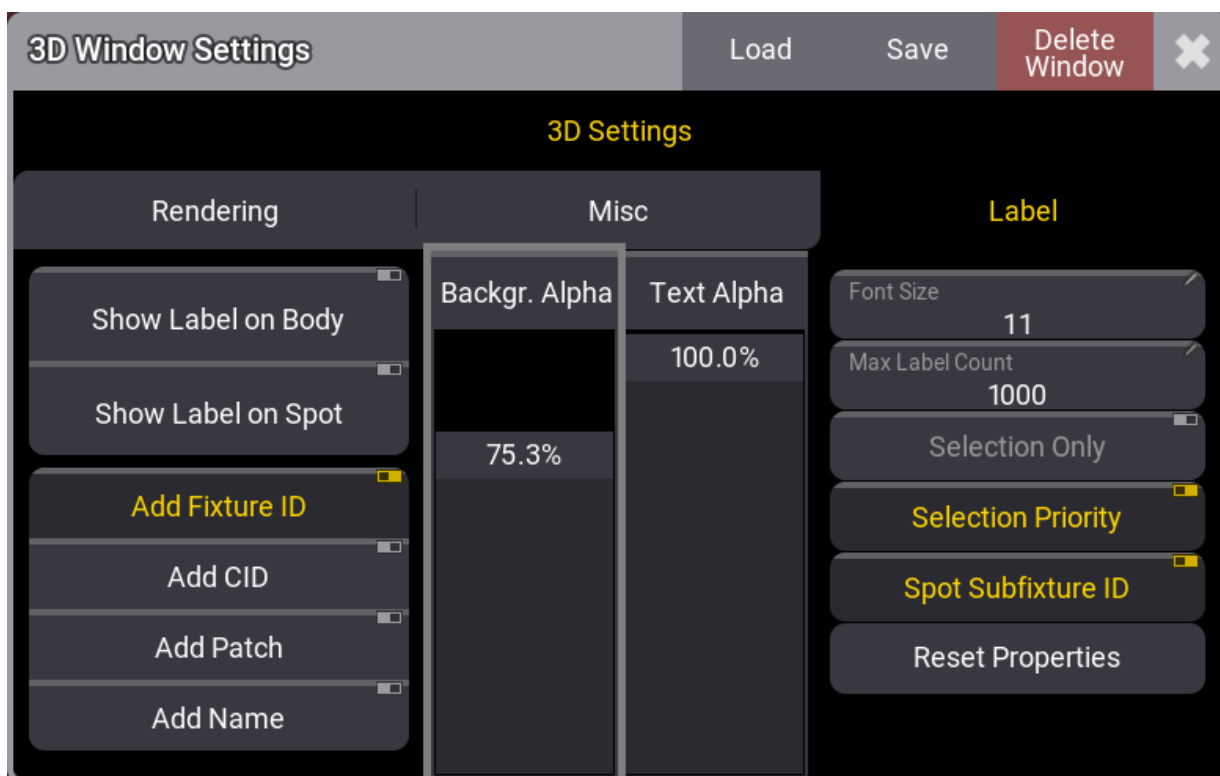 3D Window Settings
Load
Save
Delete
Window
3D Settings
Rendering
Misc
Label
Show Label on Body
Show Label on Spot
Add Fixture ID
Add CID
Add Patch
Add Name
Backgr. Alpha
75.3%
Text Alpha
100.0%
Font Size
11
Max Label Count
1000
Selection Only
Selection Priority
Spot Subfixture ID
Reset Properties